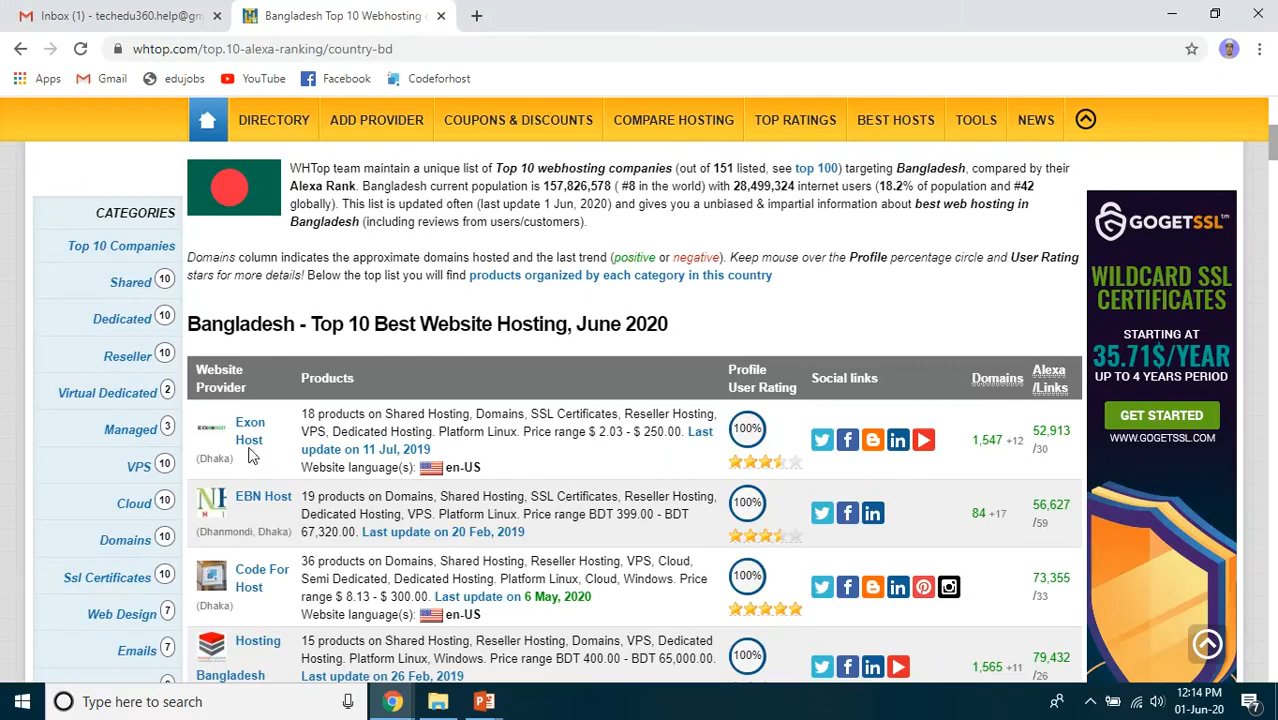 Inbox (1) - techedu360.help@gm
Bangladesh Top 10 Webhosting
whtop.com/top.10-alexa-ranking/country-bd
Apps
Gmail
edujobs
YouTube
Facebook
Codeforhost
DIRECTORY
ADD PROVIDER
COUPONS & DISCOUNTS
COMPARE HOSTING
TOP RATINGS
BEST HOSTS
TOOLS
NEWS
WHTop team maintain a unique list of Top 10 webhosting companies (out of 151 listed, see top 100) targeting Bangladesh, compared by their
Alexa Rank. Bangladesh current population is 157,826,578 ( #8 in the world) with 28,499,324 internet users (18.2% of population and #42
globally). This list is updated often (last update 1 Jun, 2020) and gives you a unbiased & impartial information about best web hosting in
Bangladesh (including reviews from users/customers).
Domains column indicates the approximate domains hosted and the last trend (positive or negative). Keep mouse over the Profile percentage circle and User Rating
stars for more details! Below the top list you will find products organized by each category in this country
CATEGORIES
Top 10 Companies
Shared 10
Dedicated 10
Reseller 10
Virtual Dedicated 2
Managed 3
VPS 10
Cloud 10
Domains 10
Ssl Certificates 10
Web Design 7
Emails 7
Bangladesh - Top 10 Best Website Hosting, June 2020
Website Provider
Products
Profile
User Rating
Social links
Domains
Alexa
/Links
EXONHOST
Exon Host
(Dhaka)
18 products on Shared Hosting, Domains, SSL Certificates, Reseller Hosting,
VPS, Dedicated Hosting. Platform Linux. Price range $ 2.03 - $ 250.00. Last
update on 11 Jul, 2019
Website language(s): en-US
100%
1,547 +12
52,913
/30
EBN Host
(Dhanmondi, Dhaka)
19 products on Domains, Shared Hosting, SSL Certificates, Reseller Hosting,
Dedicated Hosting, VPS. Price range BDT 399.00 - BDT
67,320.00. Last update on 20 Feb, 2019
100%
84 +17
56,627
/59
Code For Host
(Dhaka)
36 products on Domains, Shared Hosting, Reseller Hosting, VPS, Cloud,
Semi Dedicated, Dedicated Hosting. Platform Linux, Cloud, Windows. Price
range $ 8.13 - $ 300.00. Last update on 6 May, 2020
Website language(s): en-US
100%
73,355
/33
Hosting Bangladesh
15 products on Shared Hosting, Reseller Hosting, Domains, VPS, Dedicated
Hosting. Platform Linux, Windows. Price range BDT 400.00 - BDT 65,000.00.
Last update on 26 Feb, 2019
100%
1,565 +11
79,432
/26
GOGETSSL™
WILDCARD SSL
CERTIFICATES
STARTING AT
35.71$/YEAR
UP TO 4 YEARS PERIOD
GET STARTED
WWW.GOGETSSL.COM
Type here to search
12:14 PM
01-Jun-20
7